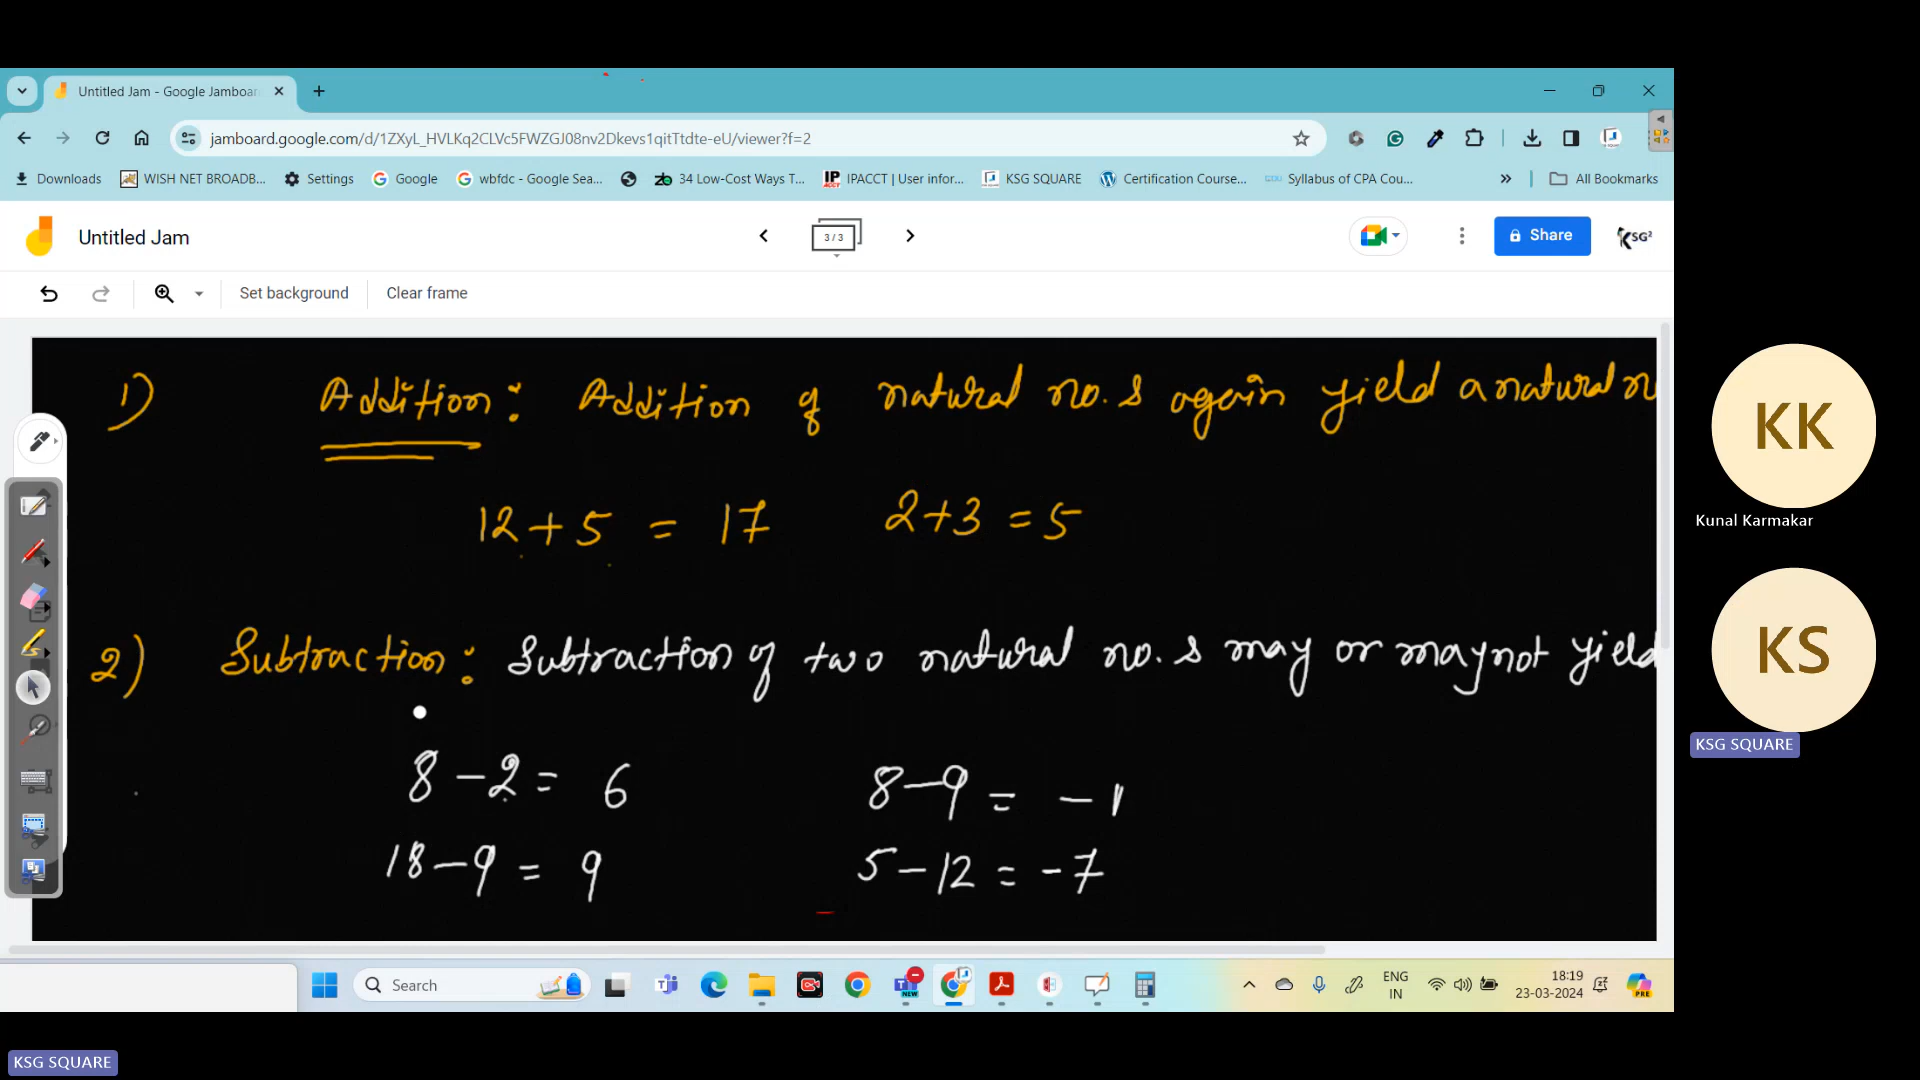 Untitled Jam - Google Jamboar
jamboard.google.com/d/1ZXyL_HVLKq2CLVc5FWZGJ08nv2Dkevs1qitTtdte-eU/viewer?f=2
Downloads WISH NET BROADB... Settings Google wbfdc - Google Sea... 34 Low-Cost Ways T... IPACCT | User infor... KSG SQUARE Certification Course... Syllabus of CPA Cou... » All Bookmarks
Untitled Jam
3 / 3
Share
KSG²
Set background Clear frame
1) Addition: Addition of natural no.s again yield a natural n
12 + 5 = 17 2+3 = 5
2) Subtraction: Subtraction of two natural no.s may or may not yield
8 - 2 = 6 8 - 9 = - 1
18 - 9 = 9 5 - 12 = - 7
KK
Kunal Karmakar
KS
KSG SQUARE
Search
ENG
IN
18:19
23-03-2024
KSG SQUARE